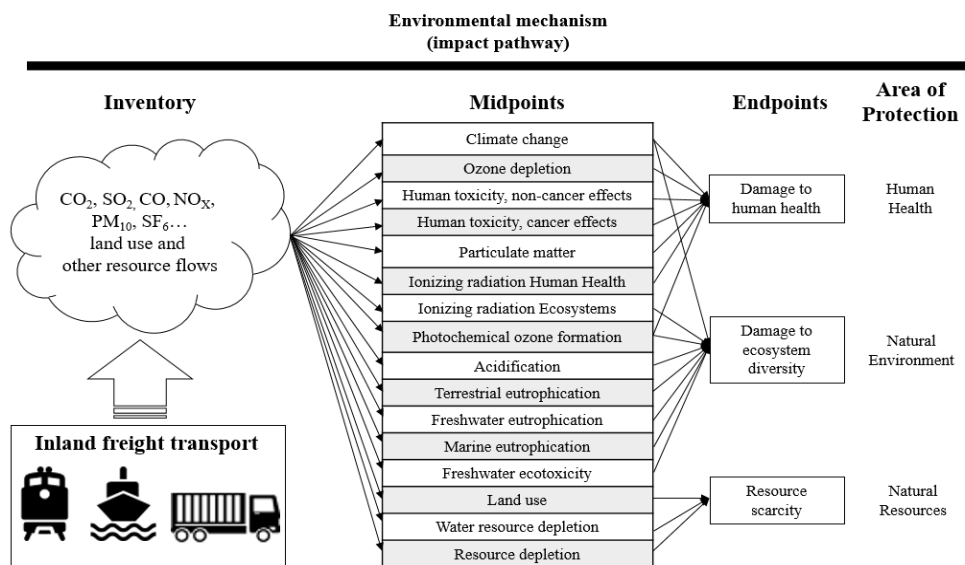 Environmental mechanism
(impact pathway)
Inventory
Midpoints
Endpoints
Area of
Protection
CO₂, SO₂, CO, NOₓ,
PM₁₀, SF₆…
land use and
other resource flows
Inland freight transport
Climate change
Ozone depletion
Human toxicity, non-cancer effects
Human toxicity, cancer effects
Particulate matter
Ionizing radiation Human Health
Ionizing radiation Ecosystems
Photochemical ozone formation
Acidification
Terrestrial eutrophication
Freshwater eutrophication
Marine eutrophication
Freshwater ecotoxicity
Land use
Water resource depletion
Resource depletion
Damage to
human health
Damage to
ecosystem
diversity
Resource
scarcity
Human
Health
Natural
Environment
Natural
Resources